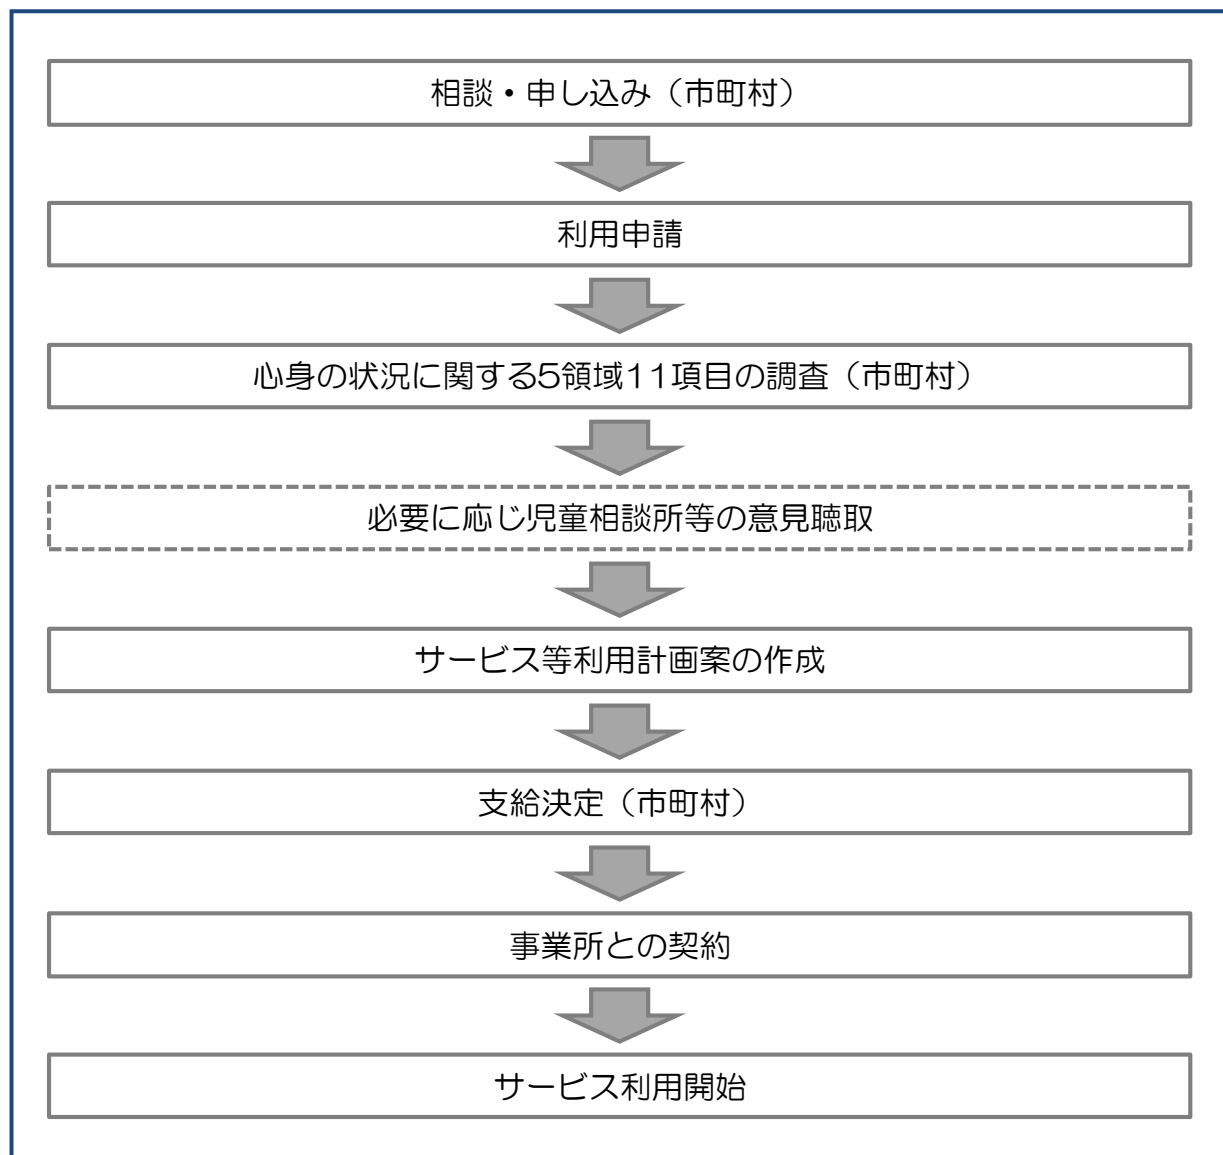 相談・申し込み（市町村）
利用申請
心身の状況に関する5領域11項目の調査（市町村）
必要に応じ児童相談所等の意見聴取
サービス等利用計画案の作成
支給決定（市町村）
事業所との契約
サービス利用開始